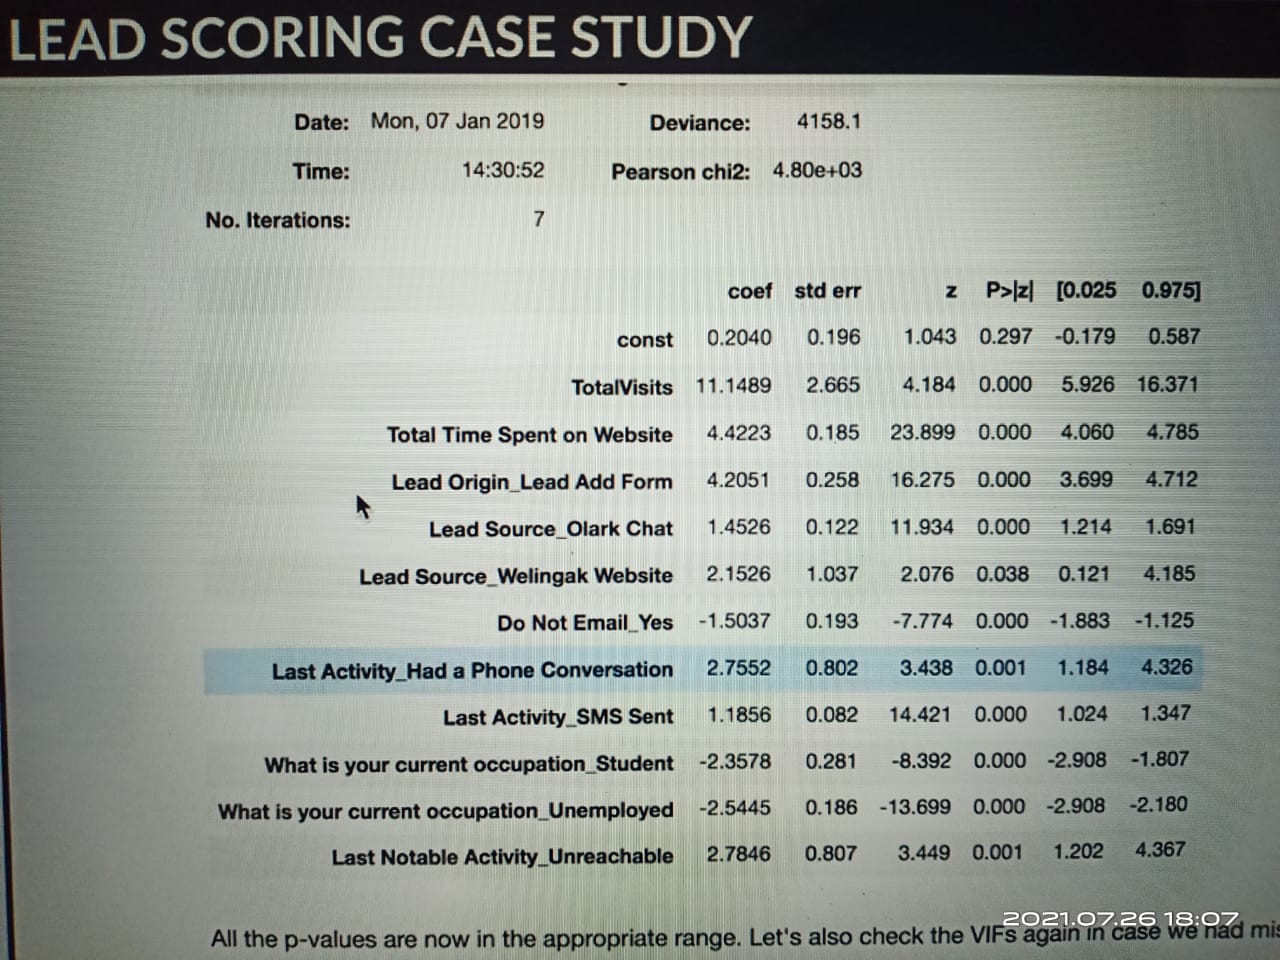 LEAD SCORING CASE STUDY
Date: Mon, 07 Jan 2019 Deviance: 4158.1
Time: 14:30:52 Pearson chi2: 4.80e+03
No. Iterations: 7
coef std err z P>|z| [0.025 0.975]
const 0.2040 0.196 1.043 0.297 -0.179 0.587
TotalVisits 11.1489 2.665 4.184 0.000 5.926 16.371
Total Time Spent on Website 4.4223 0.185 23.899 0.000 4.060 4.785
Lead Origin_Lead Add Form 4.2051 0.258 16.275 0.000 3.699 4.712
Lead Source_Olark Chat 1.4526 0.122 11.934 0.000 1.214 1.691
Lead Source_Welingak Website 2.1526 1.037 2.076 0.038 0.121 4.185
Do Not Email_Yes -1.5037 0.193 -7.774 0.000 -1.883 -1.125
Last Activity_Had a Phone Conversation 2.7552 0.802 3.438 0.001 1.184 4.326
Last Activity_SMS Sent 1.1856 0.082 14.421 0.000 1.024 1.347
What is your current occupation_Student -2.3578 0.281 -8.392 0.000 -2.908 -1.807
What is your current occupation_Unemployed -2.5445 0.186 -13.699 0.000 -2.908 -2.180
Last Notable Activity_Unreachable 2.7846 0.807 3.449 0.001 1.202 4.367
2021.07.26 18:07
All the p-values are now in the appropriate range. Let's also check the VIFs again in case we had